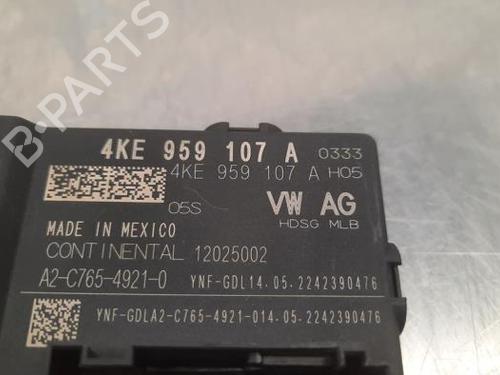 4KE 959 107 A 0333
4KE 959 107 A H05
05S
VW AG
HDSG MLB
MADE IN MEXICO
CONTINENTAL 12025002
A2-C765-4921-0 YNF-GDL14.05.2242390476
YNF-GDLA2-C765-4921-014.05.2242390476
B-PARTS